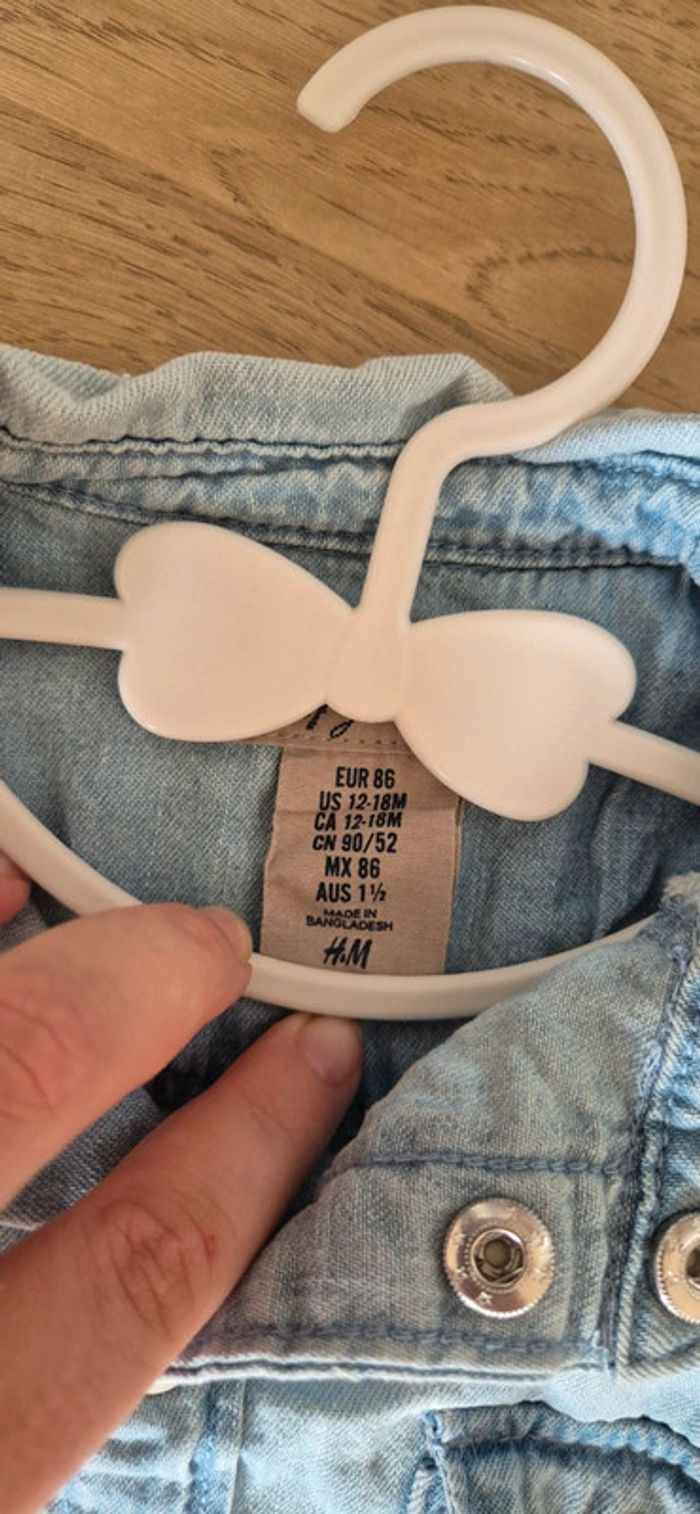 EUR 86
US 12-18M
CA 12-18M
CN 90/52
MX 86
AUS 1½
MADE IN
BANGLADESH
H&M